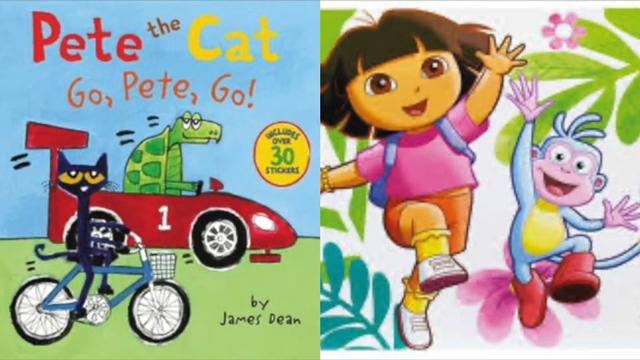 Pete the Cat
Go, Pete, Go!
INCLUDES
OVER
30
STICKERS
1
by
James Dean